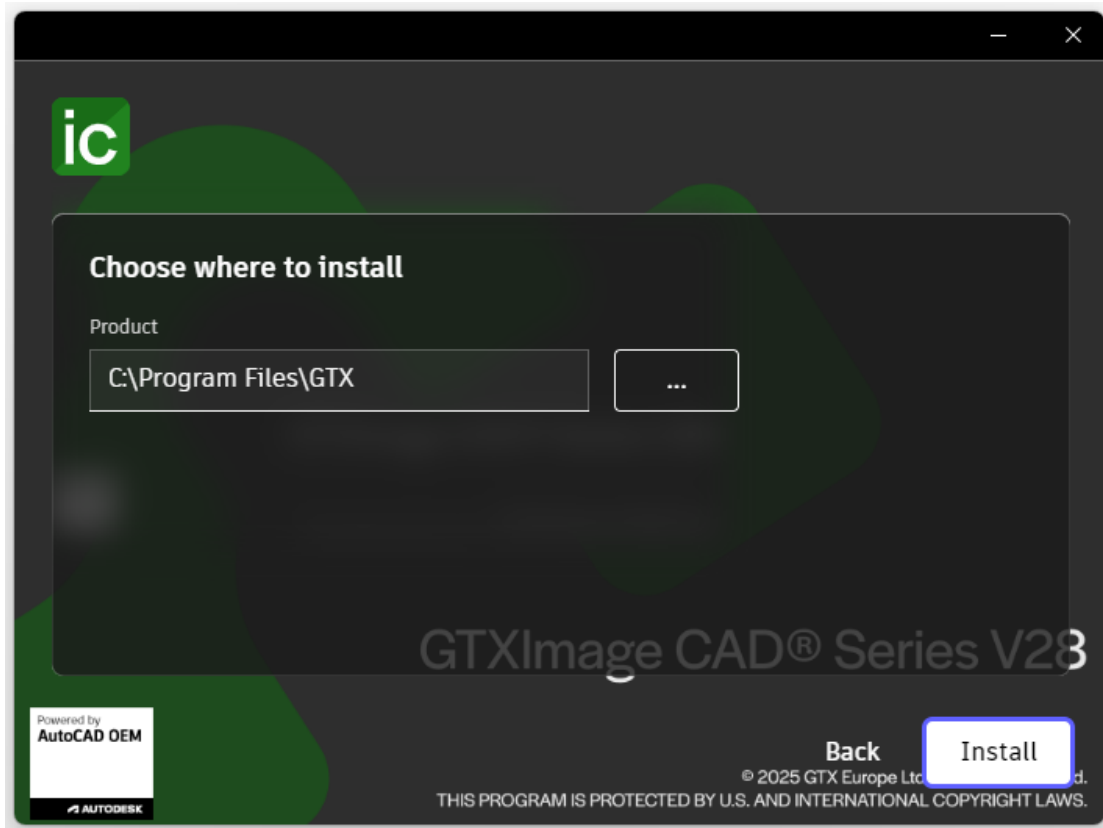 ic
Choose where to install
Product
C:\Program Files\GTX
...
GTXImage CAD® Series V28
Powered by
AutoCAD OEM
AUTODESK
Back
Install
© 2025 GTX Europe Ltd
THIS PROGRAM IS PROTECTED BY U.S. AND INTERNATIONAL COPYRIGHT LAWS.